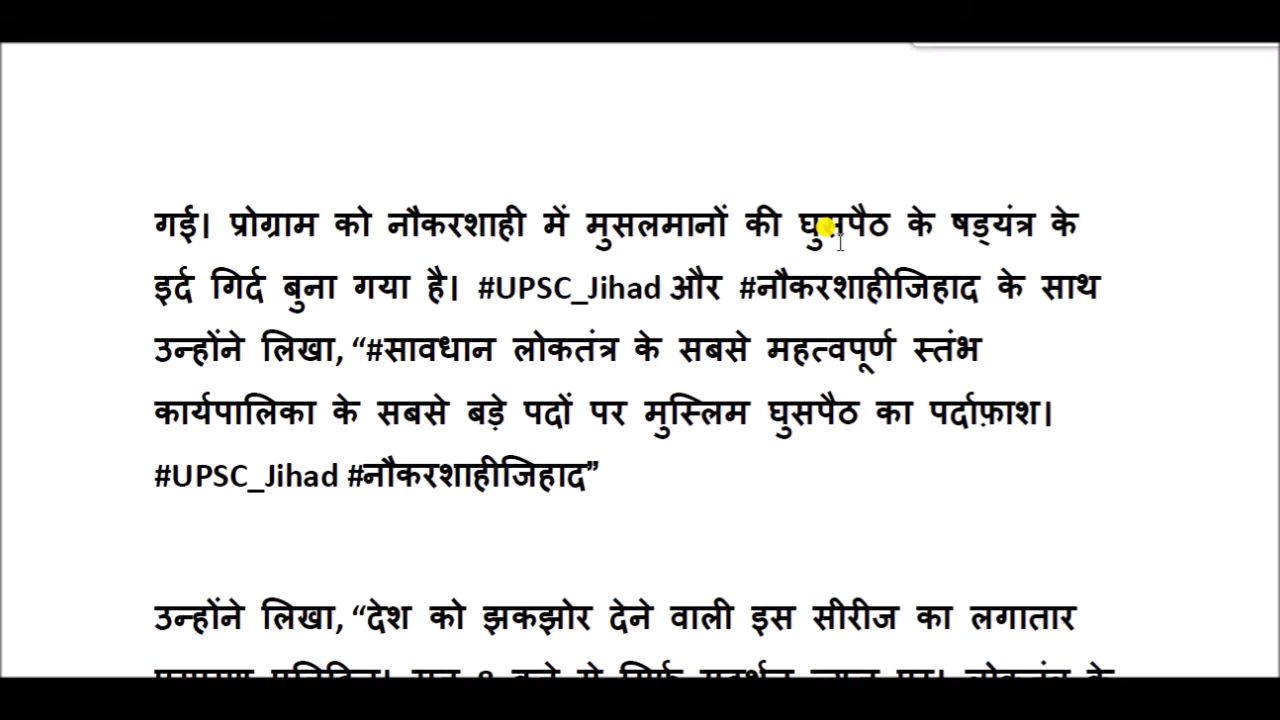 गई। प्रोग्राम को नौकरशाही में मुसलमानों की घुसपैठ के षड्यंत्र के
इर्द गिर्द बुना गया है। #UPSC_Jihad और #नौकरशाहीजिहाद के साथ
उन्होंने लिखा, “#सावधान लोकतंत्र के सबसे महत्वपूर्ण स्तंभ
कार्यपालिका के सबसे बड़े पदों पर मुस्लिम घुसपैठ का पर्दाफ़ाश।
#UPSC_Jihad #नौकरशाहीजिहाद”
उन्होंने लिखा, “देश को झकझोर देने वाली इस सीरीज का लगातार
लोकतंत्र के